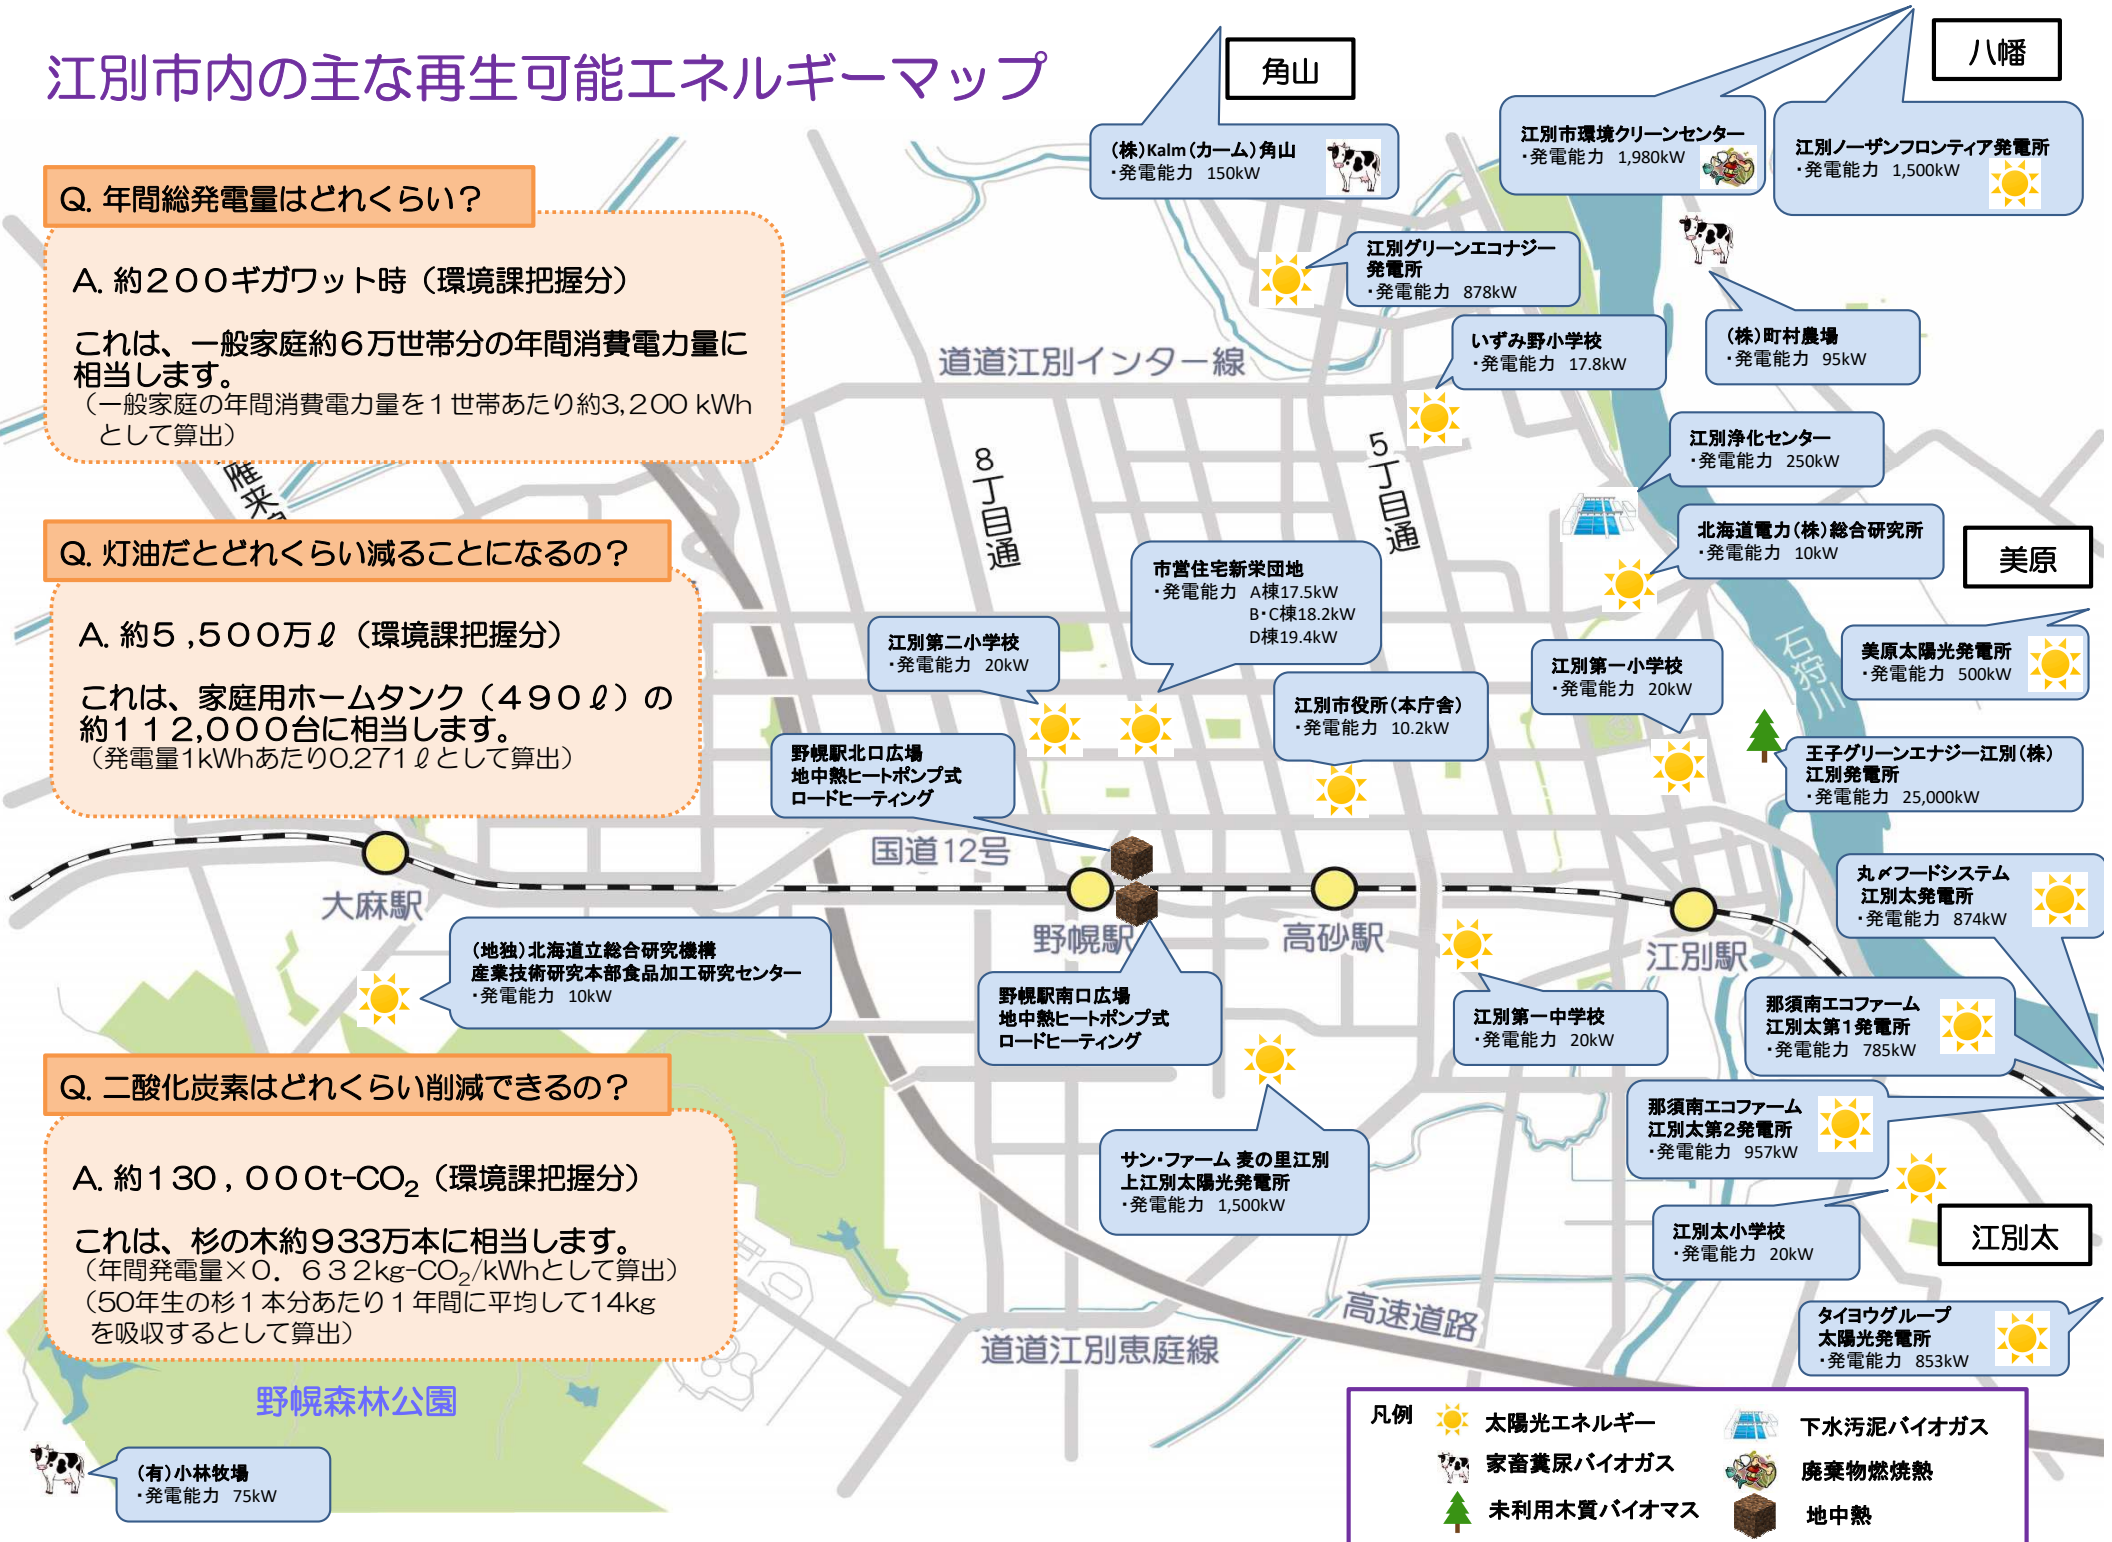 江別市内の主な再生可能エネルギーマップ
角山
八幡
(株)Kalm(カーム)角山
・発電能力 150kW
江別市環境クリーンセンター
・発電能力 1,980kW
江別ノーザンフロンティア発電所
・発電能力 1,500kW
Q. 年間総発電量はどれくらい？
A. 約200ギガワット時（環境課把握分）
これは、一般家庭約6万世帯分の年間消費電力量に
相当します。
（一般家庭の年間消費電力量を1世帯あたり約3,200 kWh
として算出）
江別グリーンエコナジー
発電所
・発電能力 878kW
いずみ野小学校
・発電能力 17.8kW
(株)町村農場
・発電能力 95kW
道道江別インター線
8丁目通
5丁目通
雁来
江別浄化センター
・発電能力 250kW
北海道電力(株)総合研究所
・発電能力 10kW
美原
Q. 灯油だとどれくらい減ることになるの？
A. 約5,500万ℓ（環境課把握分）
これは、家庭用ホームタンク（490ℓ）の
約112,000台に相当します。
（発電量1kWhあたり0.271ℓとして算出）
市営住宅新栄団地
・発電能力 A棟17.5kW
B・C棟18.2kW
D棟19.4kW
江別第二小学校
・発電能力 20kW
江別市役所(本庁舎)
・発電能力 10.2kW
江別第一小学校
・発電能力 20kW
石狩川
美原太陽光発電所
・発電能力 500kW
野幌駅北口広場
地中熱ヒートポンプ式
ロードヒーティング
王子グリーンエナジー江別(株)
江別発電所
・発電能力 25,000kW
国道12号
大麻駅
野幌駅
高砂駅
江別駅
丸〆フードシステム
江別太発電所
・発電能力 874kW
(地独)北海道立総合研究機構
産業技術研究本部食品加工研究センター
・発電能力 10kW
野幌駅南口広場
地中熱ヒートポンプ式
ロードヒーティング
江別第一中学校
・発電能力 20kW
那須南エコファーム
江別太第1発電所
・発電能力 785kW
Q. 二酸化炭素はどれくらい削減できるの？
A. 約130,000t-CO₂（環境課把握分）
これは、杉の木約933万本に相当します。
（年間発電量×0．632kg-CO₂/kWhとして算出）
（50年生の杉1本分あたり1年間に平均して14kg
を吸収するとして算出）
那須南エコファーム
江別太第2発電所
・発電能力 957kW
サン・ファーム 麦の里江別
上江別太陽光発電所
・発電能力 1,500kW
江別太小学校
・発電能力 20kW
江別太
タイヨウグループ
太陽光発電所
・発電能力 853kW
高速道路
道道江別恵庭線
野幌森林公園
(有)小林牧場
・発電能力 75kW
凡例
太陽光エネルギー
下水汚泥バイオガス
家畜糞尿バイオガス
廃棄物燃焼熱
未利用木質バイオマス
地中熱